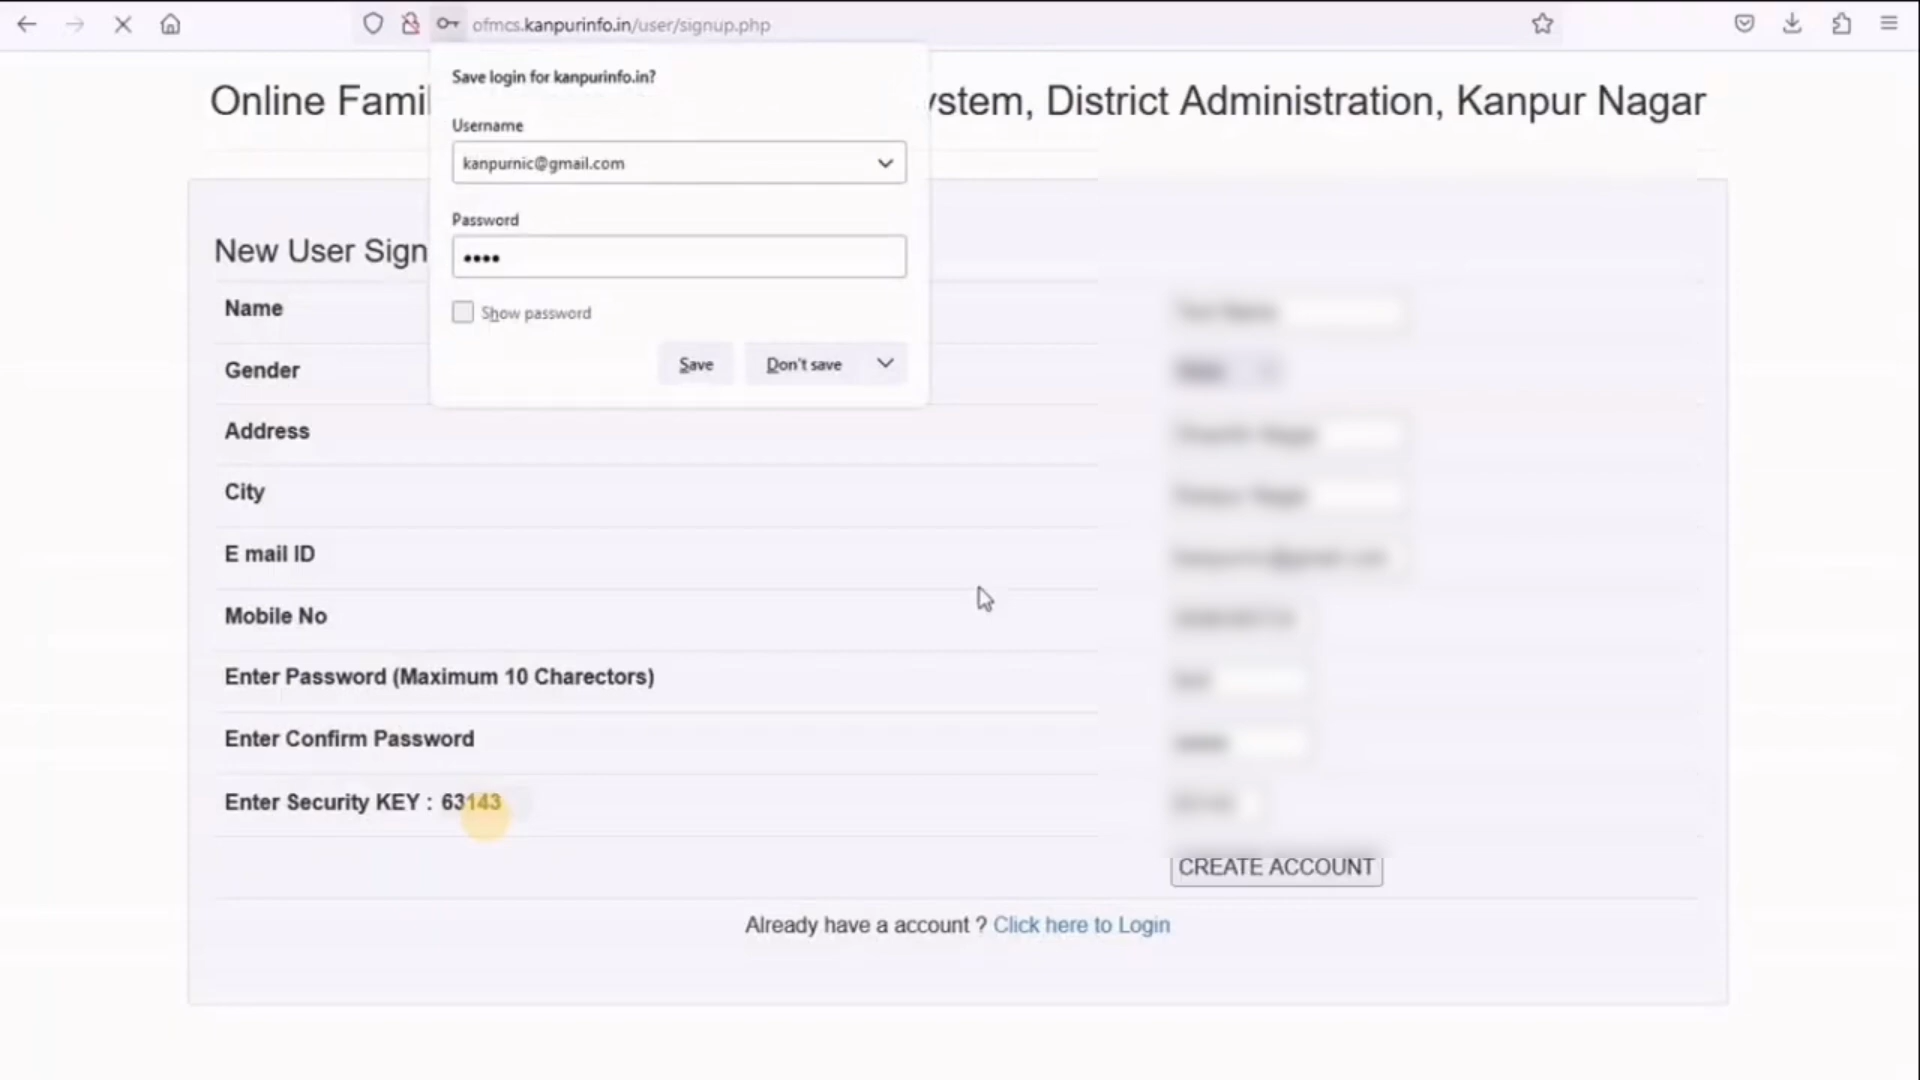 ofmcs.kanpurinfo.in/user/signup.php
Save login for kanpurinfo.in?
Username
kanpurnic@gmail.com
Password
••••
Show password
Save
Don't save
Online Famil
ystem, District Administration, Kanpur Nagar
New User Sign
Name
Gender
Address
City
E mail ID
Mobile No
Enter Password (Maximum 10 Charectors)
Enter Confirm Password
Enter Security KEY : 63143
CREATE ACCOUNT
Already have a account ? Click here to Login